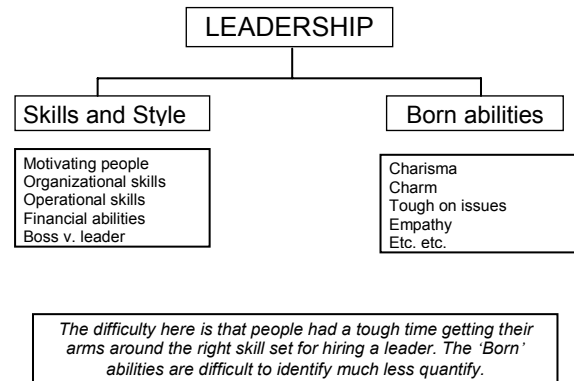 LEADERSHIP
Skills and Style
Born abilities
Motivating people
Organizational skills
Operational skills
Financial abilities
Boss v. leader
Charisma
Charm
Tough on issues
Empathy
Etc. etc.
The difficulty here is that people had a tough time getting their
arms around the right skill set for hiring a leader. The ‘Born’
abilities are difficult to identify much less quantify.